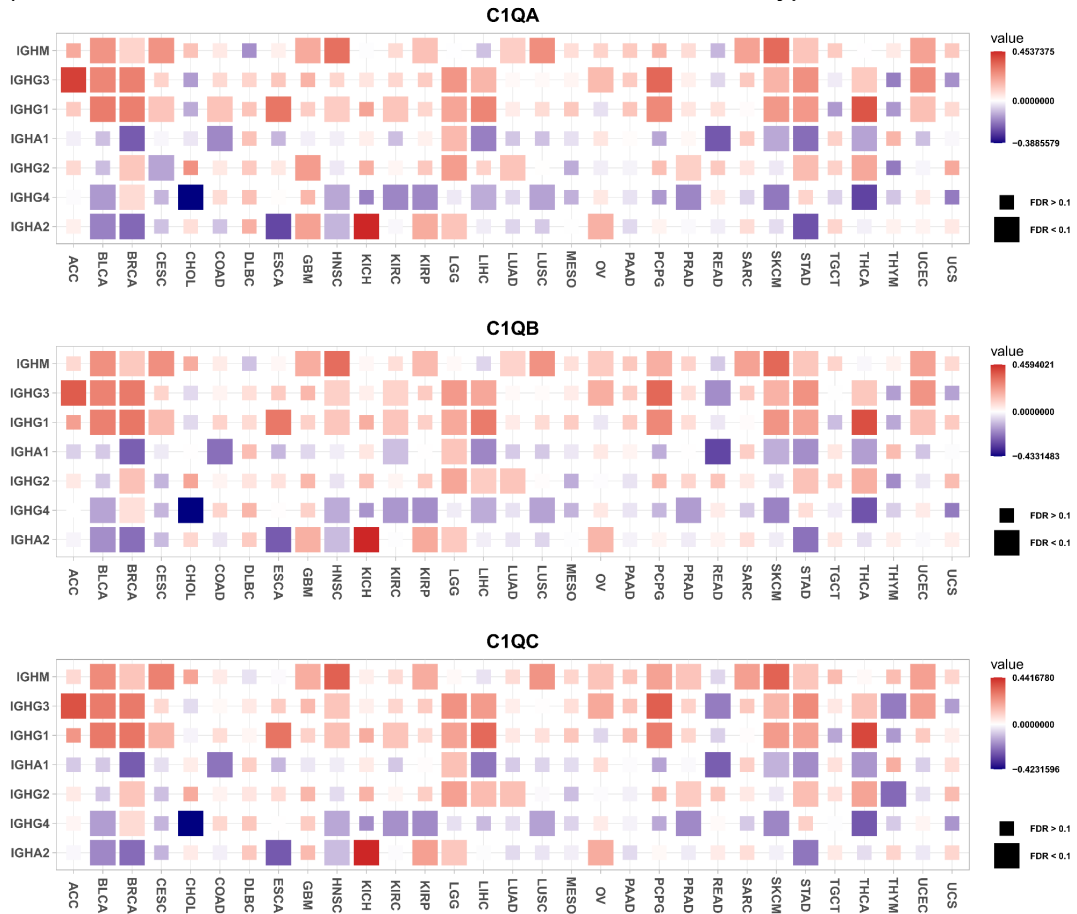 C1QA
IGHM
IGHG3
IGHG1
IGHA1
IGHG2
IGHG4
IGHA2
ACC BLCA BRCA CESC CHOL COAD DLBC ESCA GBM HNSC KICH KIRC KIRP LGG LIHC LUAD LUSC MESO OV PAAD PCPG PRAD READ SARC SKCM STAD TGCT THCA THYM UCEC UCS
value
0.4537375
0.0000000
−0.3885579
FDR > 0.1
FDR < 0.1
C1QB
IGHM
IGHG3
IGHG1
IGHA1
IGHG2
IGHG4
IGHA2
ACC BLCA BRCA CESC CHOL COAD DLBC ESCA GBM HNSC KICH KIRC KIRP LGG LIHC LUAD LUSC MESO OV PAAD PCPG PRAD READ SARC SKCM STAD TGCT THCA THYM UCEC UCS
value
0.4594021
0.0000000
−0.4331483
FDR > 0.1
FDR < 0.1
C1QC
IGHM
IGHG3
IGHG1
IGHA1
IGHG2
IGHG4
IGHA2
ACC BLCA BRCA CESC CHOL COAD DLBC ESCA GBM HNSC KICH KIRC KIRP LGG LIHC LUAD LUSC MESO OV PAAD PCPG PRAD READ SARC SKCM STAD TGCT THCA THYM UCEC UCS
value
0.4416780
0.0000000
−0.4231596
FDR > 0.1
FDR < 0.1